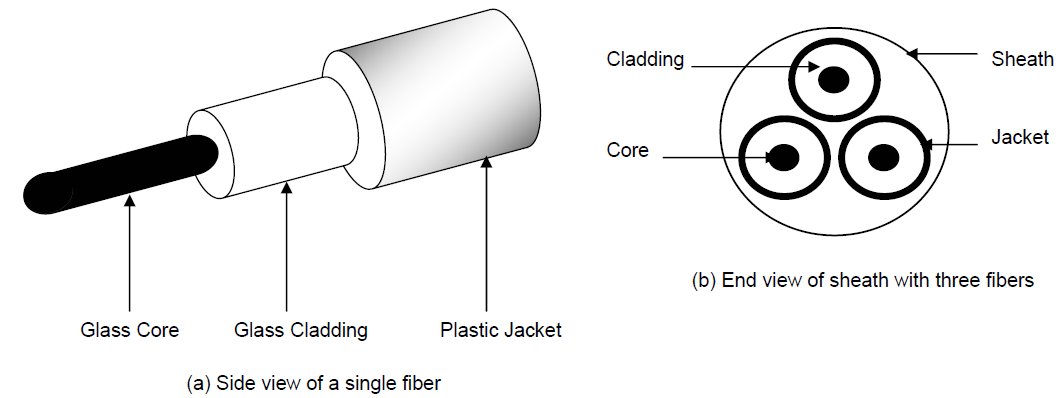 Glass Core
Glass Cladding
Plastic Jacket
(a) Side view of a single fiber
Cladding
Sheath
Core
Jacket
(b) End view of sheath with three fibers